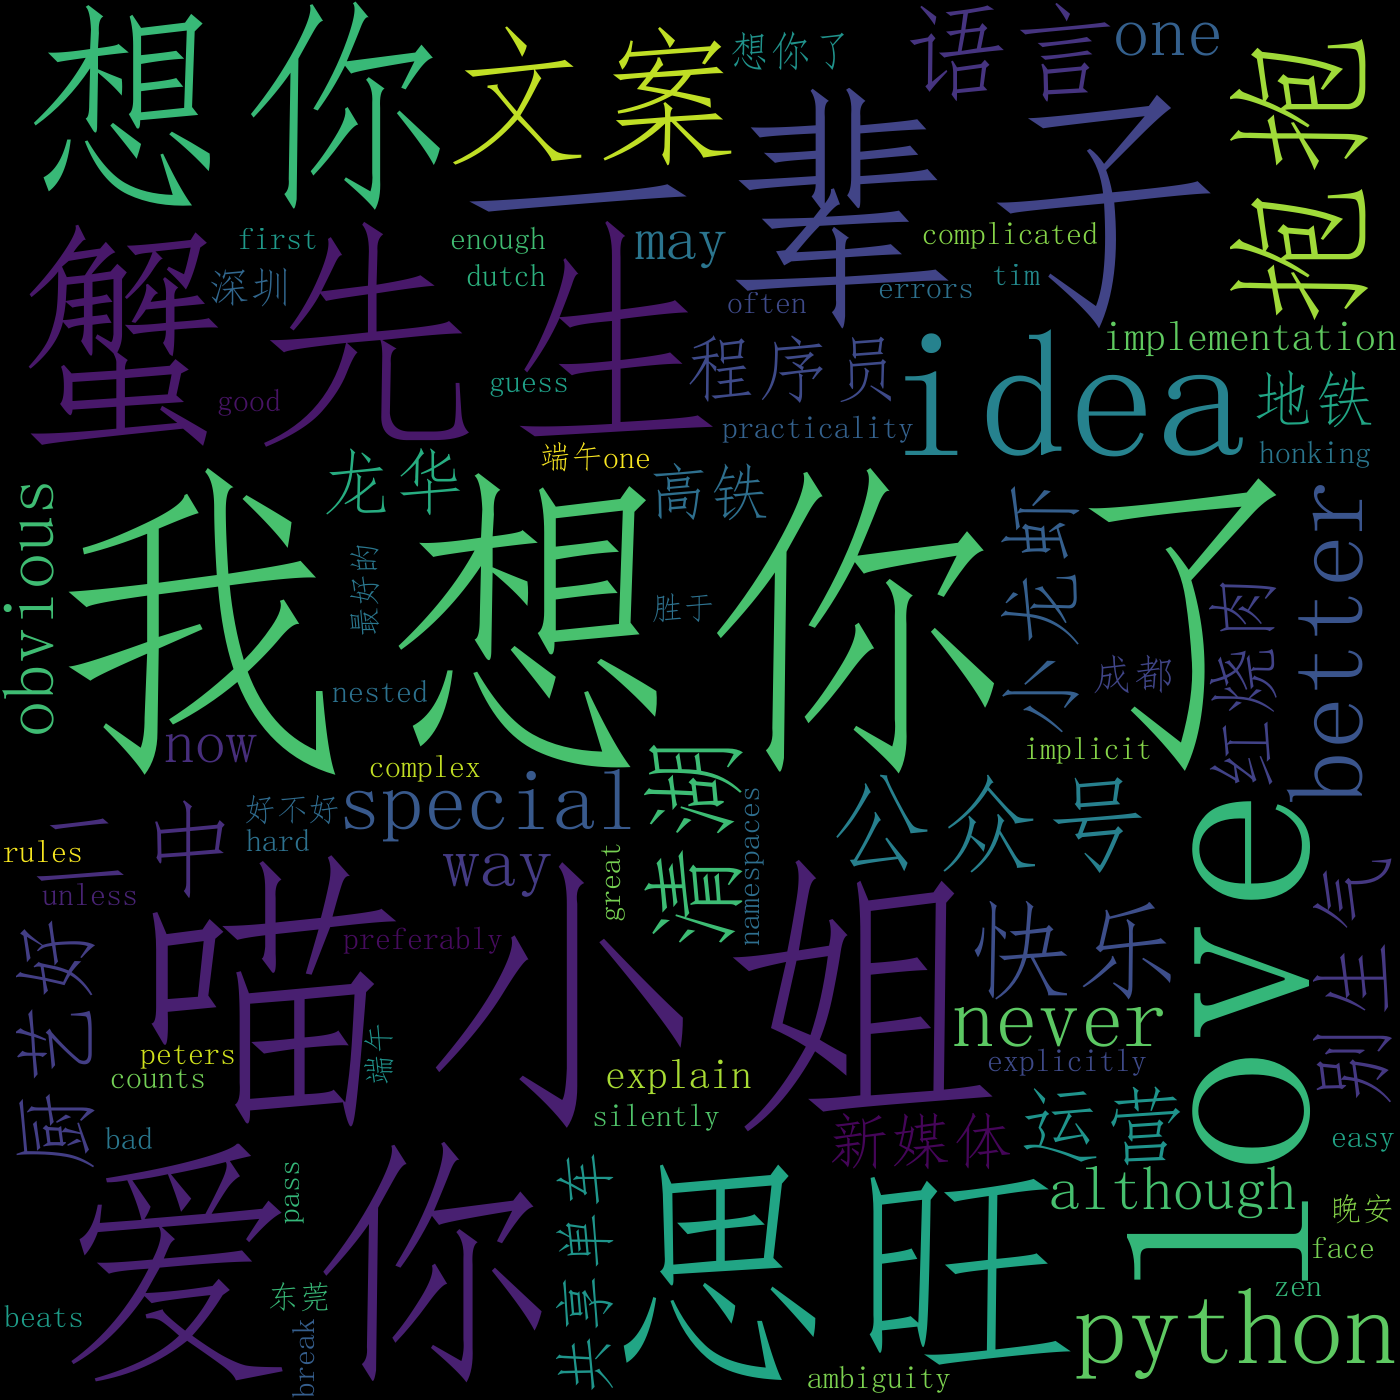 想你
文案
想你了
语言
one
抱抱
一辈子
蟹先生
first
深圳
enough
dutch
may
often
errors
complicated
tim
implementation
good
guess
程序员
practicality
idea
地铁
honking
端午one
龙华
高铁
obvious
我想你了
最好的
胜于
小龙虾
成都
红烧肉
better
nested
now
complex
implicit
special
清湖
namespaces
公众号
love
二中
好不好
hard
rules
unless
way
great
喵小姐
preferably
快乐
别生气
厨艺好
never
explicitly
peters
counts
端午
explain
silently
bad
新媒体
运营
easy
爱你
pass
共享单车
思旺
although
晚安
face
东莞
zen
beats
break
ambiguity
python